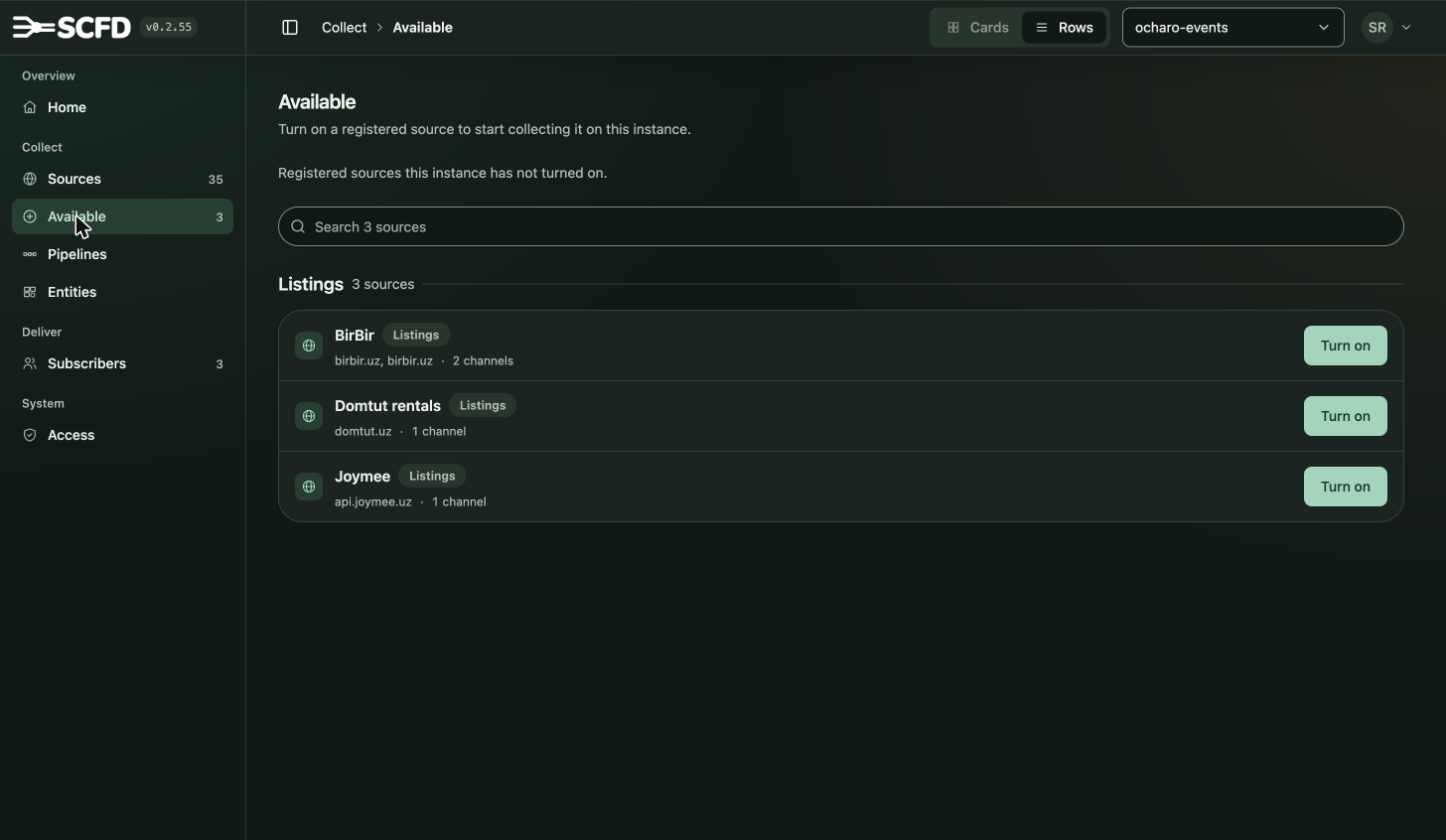 SCFD v0.2.55
Collect > Available
Cards Rows
ocharo-events
SR
Overview
Home
Collect
Sources 35
Available 3
Pipelines
Entities
Deliver
Subscribers 3
System
Access
Available
Turn on a registered source to start collecting it on this instance.
Registered sources this instance has not turned on.
Search 3 sources
Listings 3 sources
BirBir Listings
birbir.uz, birbir.uz · 2 channels
Turn on
Domtut rentals Listings
domtut.uz · 1 channel
Turn on
Joymee Listings
api.joymee.uz · 1 channel
Turn on